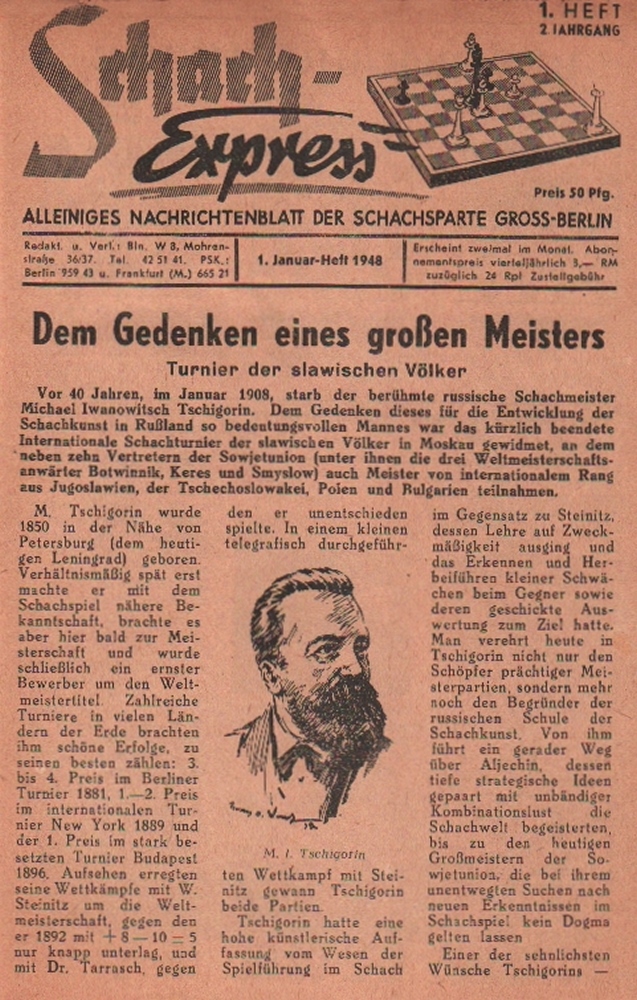 1. HEFT
2. JAHRGANG
Schach-
Express
Preis 50 Pfg.
ALLEINIGES NACHRICHTENBLATT DER SCHACHSPARTE GROSS-BERLIN
Redakt. u. Verl.: Bln. W 8, Mohren-
straße 36/37. Tel. 42 51 41. PSK.:
Berlin 959 43 u. Frankfurt (M.) 665 21
1. Januar-Heft 1948
Erscheint zweimal im Monat. Abon-
nementspreis vierteljährlich 3,— RM
zuzüglich 24 Rpf Zustellgebühr
Dem Gedenken eines großen Meisters
Turnier der slawischen Völker
Vor 40 Jahren, im Januar 1908, starb der berühmte russische Schachmeister
Michael Iwanowitsch Tschigorin. Dem Gedenken dieses für die Entwicklung der
Schachkunst in Rußland so bedeutungsvollen Mannes war das kürzlich beendete
Internationale Schachturnier der slawischen Völker in Moskau gewidmet, an dem
neben zehn Vertretern der Sowjetunion (unter ihnen die drei Weltmeisterschafts-
anwärter Botwinnik, Keres und Smyslow) auch Meister von internationalem Rang
aus Jugoslawien, der Tschechoslowakei, Polen und Bulgarien teilnahmen.
M. Tschigorin wurde
1850 in der Nähe von
Petersburg (dem heuti-
gen Leningrad) geboren.
Verhältnismäßig spät erst
machte er mit dem
Schachspiel nähere Be-
kanntschaft, brachte es
aber hier bald zur Mei-
sterschaft und wurde
schließlich ein ernster
Bewerber um den Welt-
meistertitel. Zahlreiche
Turniere in vielen Län-
dern der Erde brachten
ihm schöne Erfolge, zu
seinen besten zählen: 3.
bis 4. Preis im Berliner
Turnier 1881, 1.—2. Preis
im internationalen Tur-
nier New York 1889 und
der 1. Preis im stark be-
setzten Turnier Budapest
1896. Aufsehen erregten
seine Wettkämpfe mit W.
Steinitz um die Welt-
meisterschaft, gegen den
er 1892 mit + 8 — 10 = 5
nur knapp unterlag, und
mit Dr. Tarrasch, gegen
den er unentschieden
spielte. In einem kleinen
telegrafisch durchgeführ-
M. I. Tschigorin
ten Wettkampf mit Stei-
nitz gewann Tschigorin
beide Partien.
Tschigorin hatte eine
hohe künstlerische Auf-
fassung vom Wesen der
Spielführung im Schach
im Gegensatz zu Steinitz,
dessen Lehre auf Zweck-
mäßigkeit ausging und
das Erkennen und Her-
beiführen kleiner Schwä-
chen beim Gegner sowie
deren geschickte Aus-
wertung zum Ziel hatte.
Man verehrt heute in
Tschigorin nicht nur den
Schöpfer prächtiger Mei-
sterpartien, sondern mehr
noch den Begründer der
russischen Schule der
Schachkunst. Von ihm
führt ein gerader Weg
über Aljechin, dessen
tiefe strategische Ideen
gepaart mit unbändiger
Kombinationslust die
Schachwelt begeisterten,
bis zu den heutigen
Großmeistern der So-
wjetunion, die bei ihrem
unentwegten Suchen nach
neuen Erkenntnissen im
Schachspiel kein Dogma
gelten lassen
Einer der sehnlichsten
Wünsche Tschigorins —